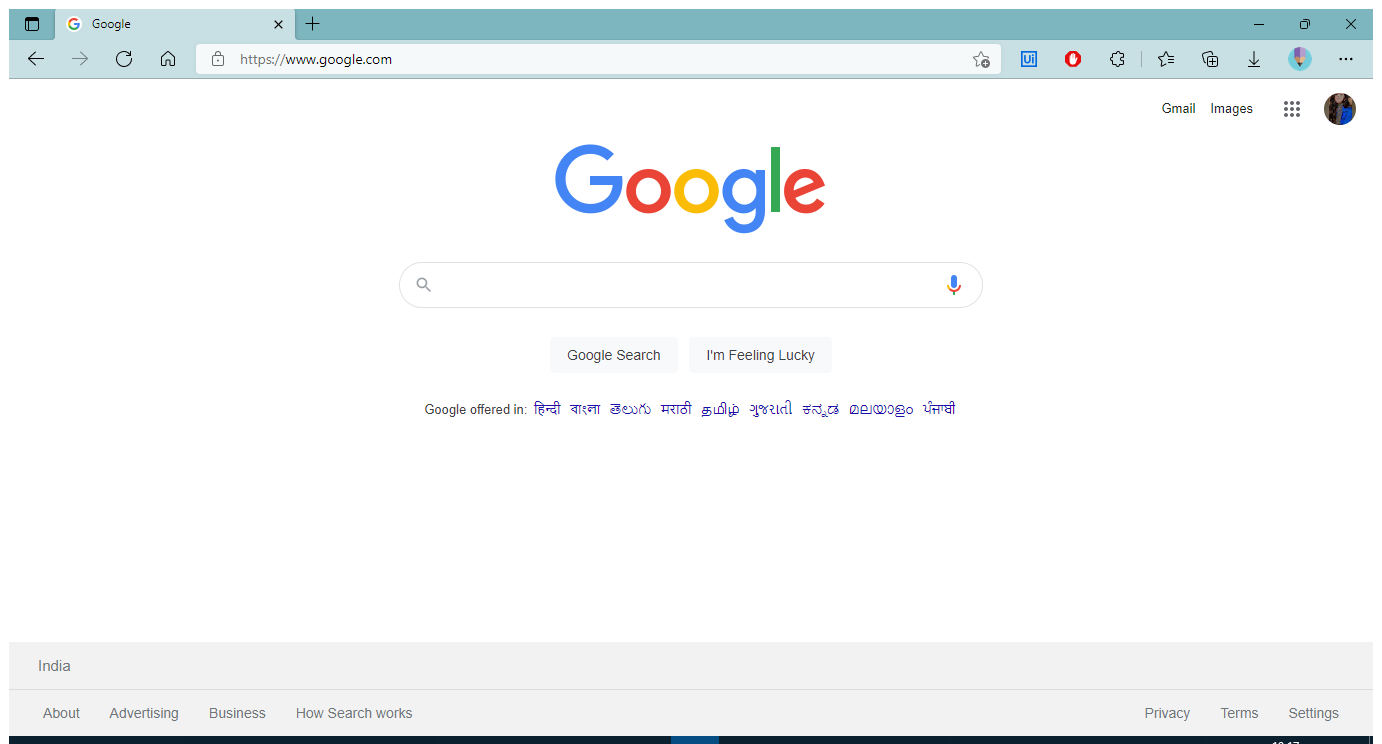 Google
https://www.google.com
Ui
Gmail Images
Google
Google Search I'm Feeling Lucky
Google offered in: हिन्दी বাংলা తెలుగు मराठी தமிழ் ગુજરાતી ಕನ್ನಡ മലയാളം ਪੰਜਾਬੀ
India
About Advertising Business How Search works Privacy Terms Settings